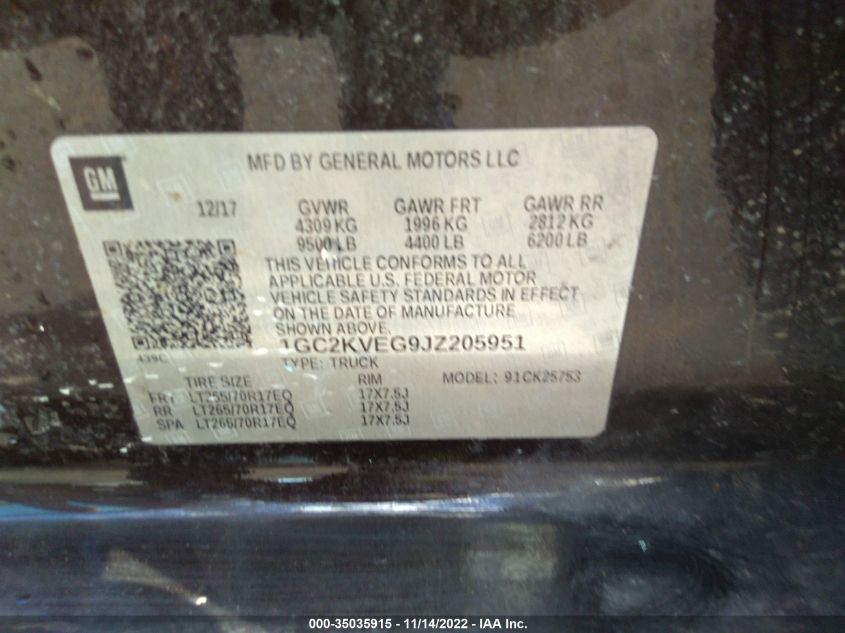 GM
MFD BY GENERAL MOTORS LLC
12/17 GVWR GAWR FRT GAWR RR
4309 KG 1996 KG 2812 KG
9500 LB 4400 LB 6200 LB
THIS VEHICLE CONFORMS TO ALL
APPLICABLE U.S. FEDERAL MOTOR
VEHICLE SAFETY STANDARDS IN EFFECT
ON THE DATE OF MANUFACTURE
SHOWN ABOVE.
439C
1GC2KVEG9JZ205951
TYPE: TRUCK
TIRE SIZE RIM MODEL: 91CK25753
FRT LT265/70R17EQ 17X7.5J
RR LT265/70R17EQ 17X7.5J
SPA LT265/70R17EQ 17X7.5J
000-35035915 - 11/14/2022 - IAA Inc.